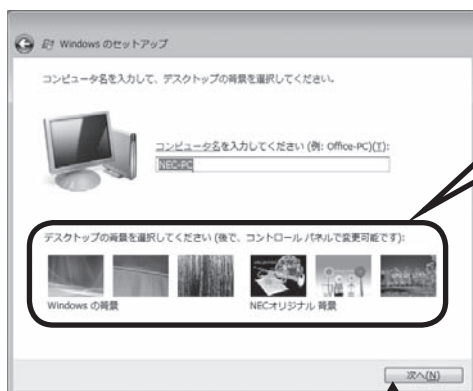 Windows のセットアップ
コンピュータ名を入力して、デスクトップの背景を選択してください。
コンピュータ名を入力してください (例: Office-PC)(T):
NEC-PC
デスクトップの背景を選択してください (後で、コントロール パネルで変更可能です):
Windows の背景
NECオリジナル 背景
次へ(N)